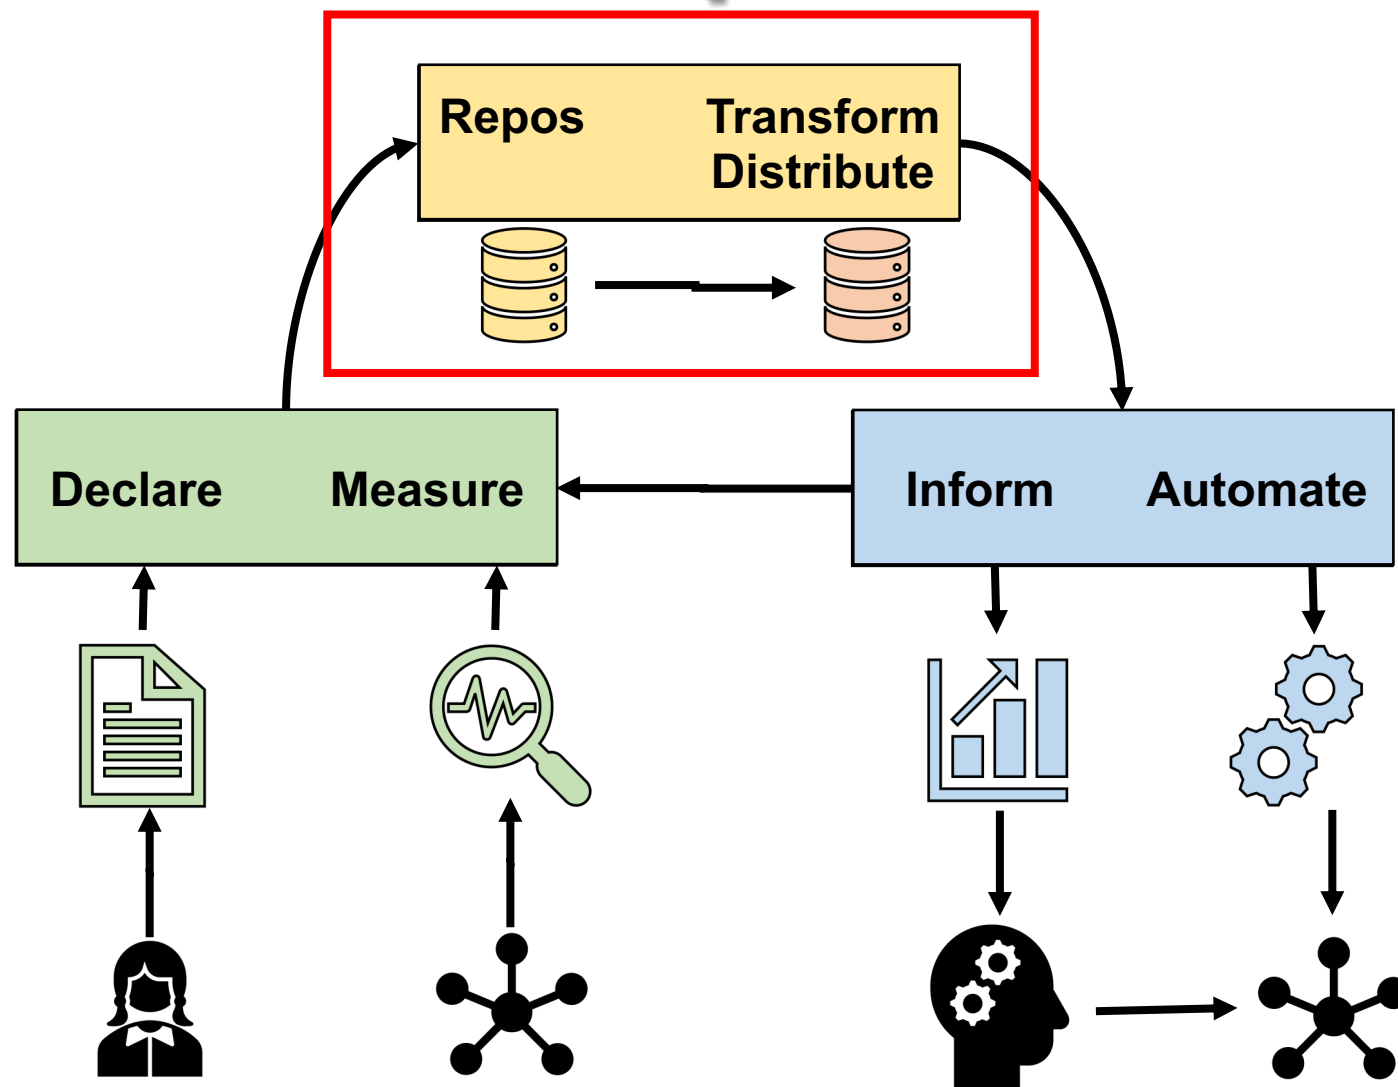 Repos Transform
Distribute
Declare Measure
Inform Automate